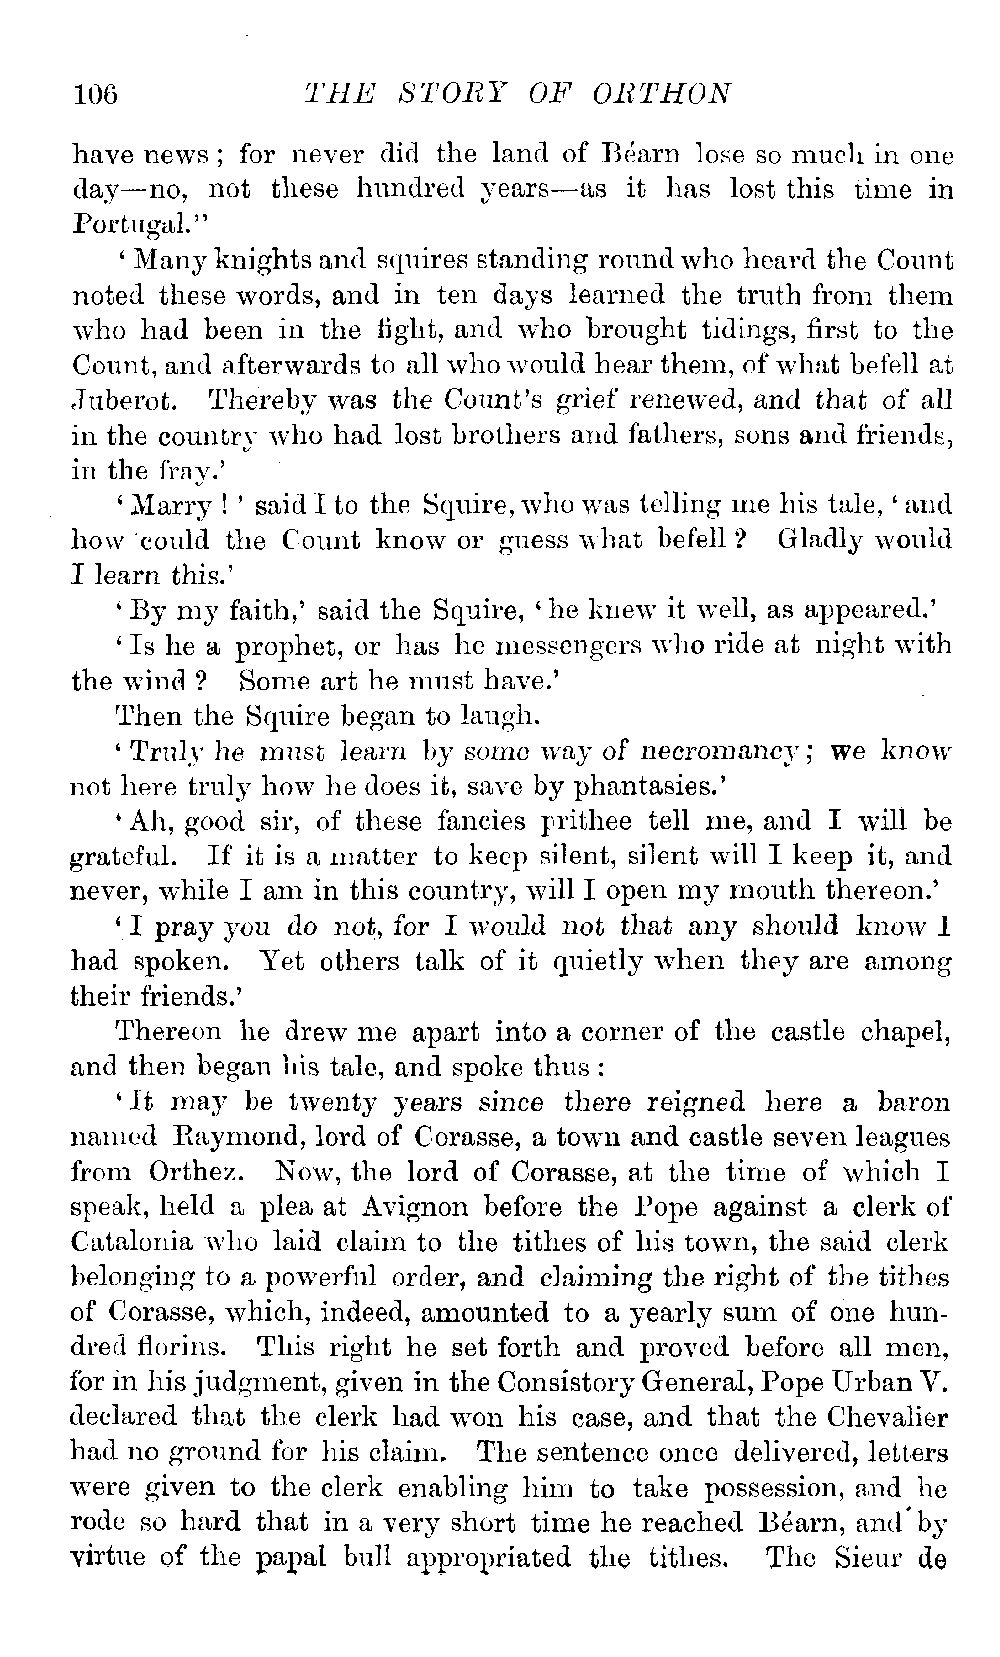 106 THE STORY OF ORTHON
have news ; for never did the land of Béarn lose so much in one
day—no, not these hundred years—as it has lost this time in
Portugal."
‘ Many knights and squires standing round who heard the Count
noted these words, and in ten days learned the truth from them
who had been in the fight, and who brought tidings, first to the
Count, and afterwards to all who would hear them, of what befell at
Juberot. Thereby was the Count's grief renewed, and that of all
in the country who had lost brothers and fathers, sons and friends,
in the fray.’
‘ Marry ! ’ said I to the Squire, who was telling me his tale, ‘ and
how could the Count know or guess what befell ? Gladly would
I learn this.’
‘ By my faith,’ said the Squire, ‘ he knew it well, as appeared.’
‘ Is he a prophet, or has he messengers who ride at night with
the wind ? Some art he must have.’
Then the Squire began to laugh.
‘ Truly he must learn by some way of necromancy ; we know
not here truly how he does it, save by phantasies.’
‘ Ah, good sir, of these fancies prithee tell me, and I will be
grateful. If it is a matter to keep silent, silent will I keep it, and
never, while I am in this country, will I open my mouth thereon.’
‘ I pray you do not, for I would not that any should know I
had spoken. Yet others talk of it quietly when they are among
their friends.’
Thereon he drew me apart into a corner of the castle chapel,
and then began his tale, and spoke thus :
‘ It may be twenty years since there reigned here a baron
named Raymond, lord of Corasse, a town and castle seven leagues
from Orthez. Now, the lord of Corasse, at the time of which I
speak, held a plea at Avignon before the Pope against a clerk of
Catalonia who laid claim to the tithes of his town, the said clerk
belonging to a powerful order, and claiming the right of the tithes
of Corasse, which, indeed, amounted to a yearly sum of one hun-
dred florins. This right he set forth and proved before all men,
for in his judgment, given in the Consistory General, Pope Urban V.
declared that the clerk had won his case, and that the Chevalier
had no ground for his claim. The sentence once delivered, letters
were given to the clerk enabling him to take possession, and he
rode so hard that in a very short time he reached Béarn, and by
virtue of the papal bull appropriated the tithes. The Sieur de